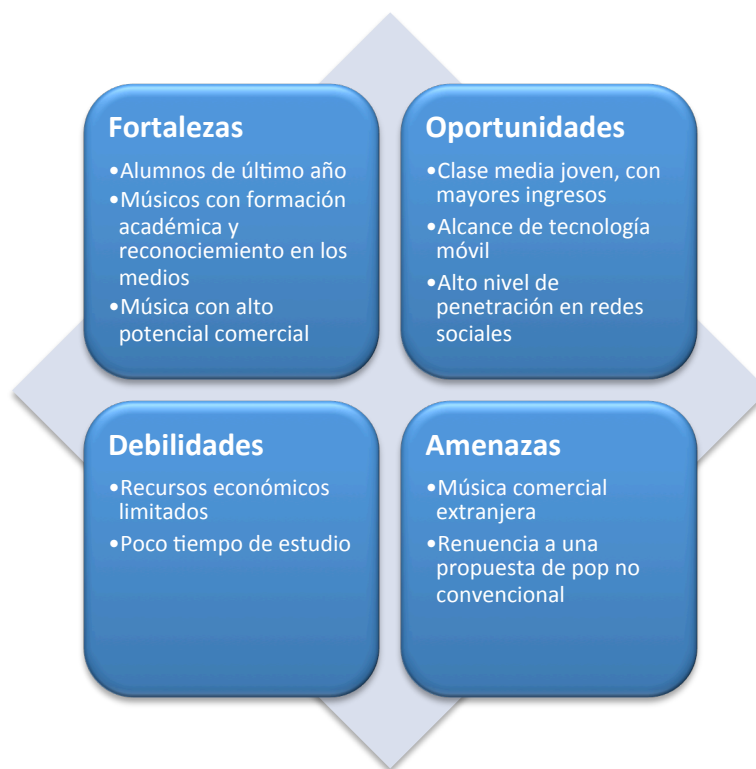 Fortalezas
•Alumnos de último año
•Músicos con formación
académica y
reconociemiento en los
medios
•Música con alto
potencial comercial
Oportunidades
•Clase media joven, con
mayores ingresos
•Alcance de tecnología
móvil
•Alto nivel de
penetración en redes
sociales
Debilidades
•Recursos económicos
limitados
•Poco tiempo de estudio
Amenazas
•Música comercial
extranjera
•Renuencia a una
propuesta de pop no
convencional